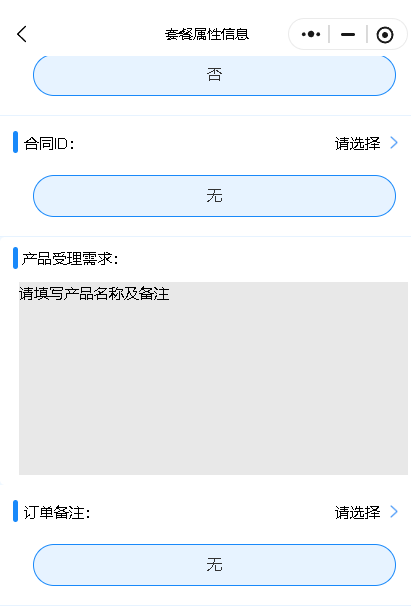 套餐属性信息
否
合同ID：
请选择
无
产品受理需求：
请填写产品名称及备注
订单备注：
请选择
无